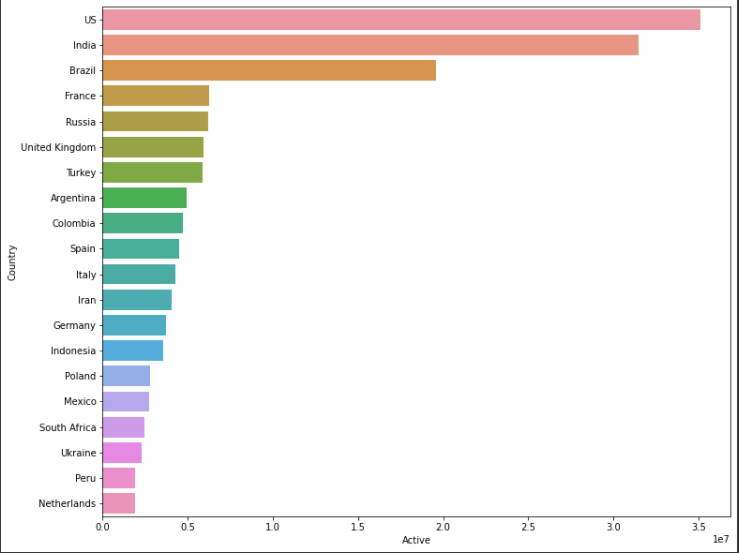 US
India
Brazil
France
Russia
United Kingdom
Turkey
Argentina
Colombia
Spain
Italy
Iran
Germany
Indonesia
Poland
Mexico
South Africa
Ukraine
Peru
Netherlands
Country
0.0 0.5 1.0 1.5 2.0 2.5 3.0 3.5
1e7
Active